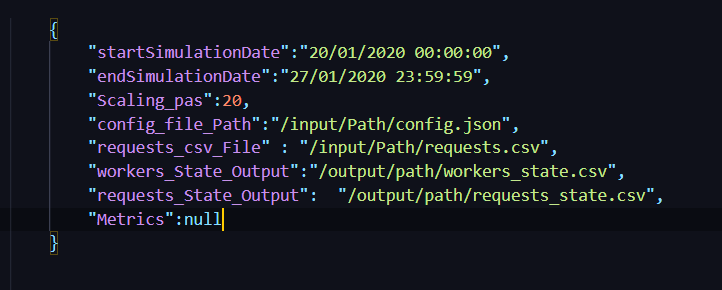 {
"startSimulationDate":"20/01/2020 00:00:00",
"endSimulationDate":"27/01/2020 23:59:59",
"Scaling_pas":20,
"config_file_Path":"/input/Path/config.json",
"requests_csv_File" : "/input/Path/requests.csv",
"workers_State_Output":"/output/path/workers_state.csv",
"requests_State_Output":  "/output/path/requests_state.csv",
"Metrics":null
}